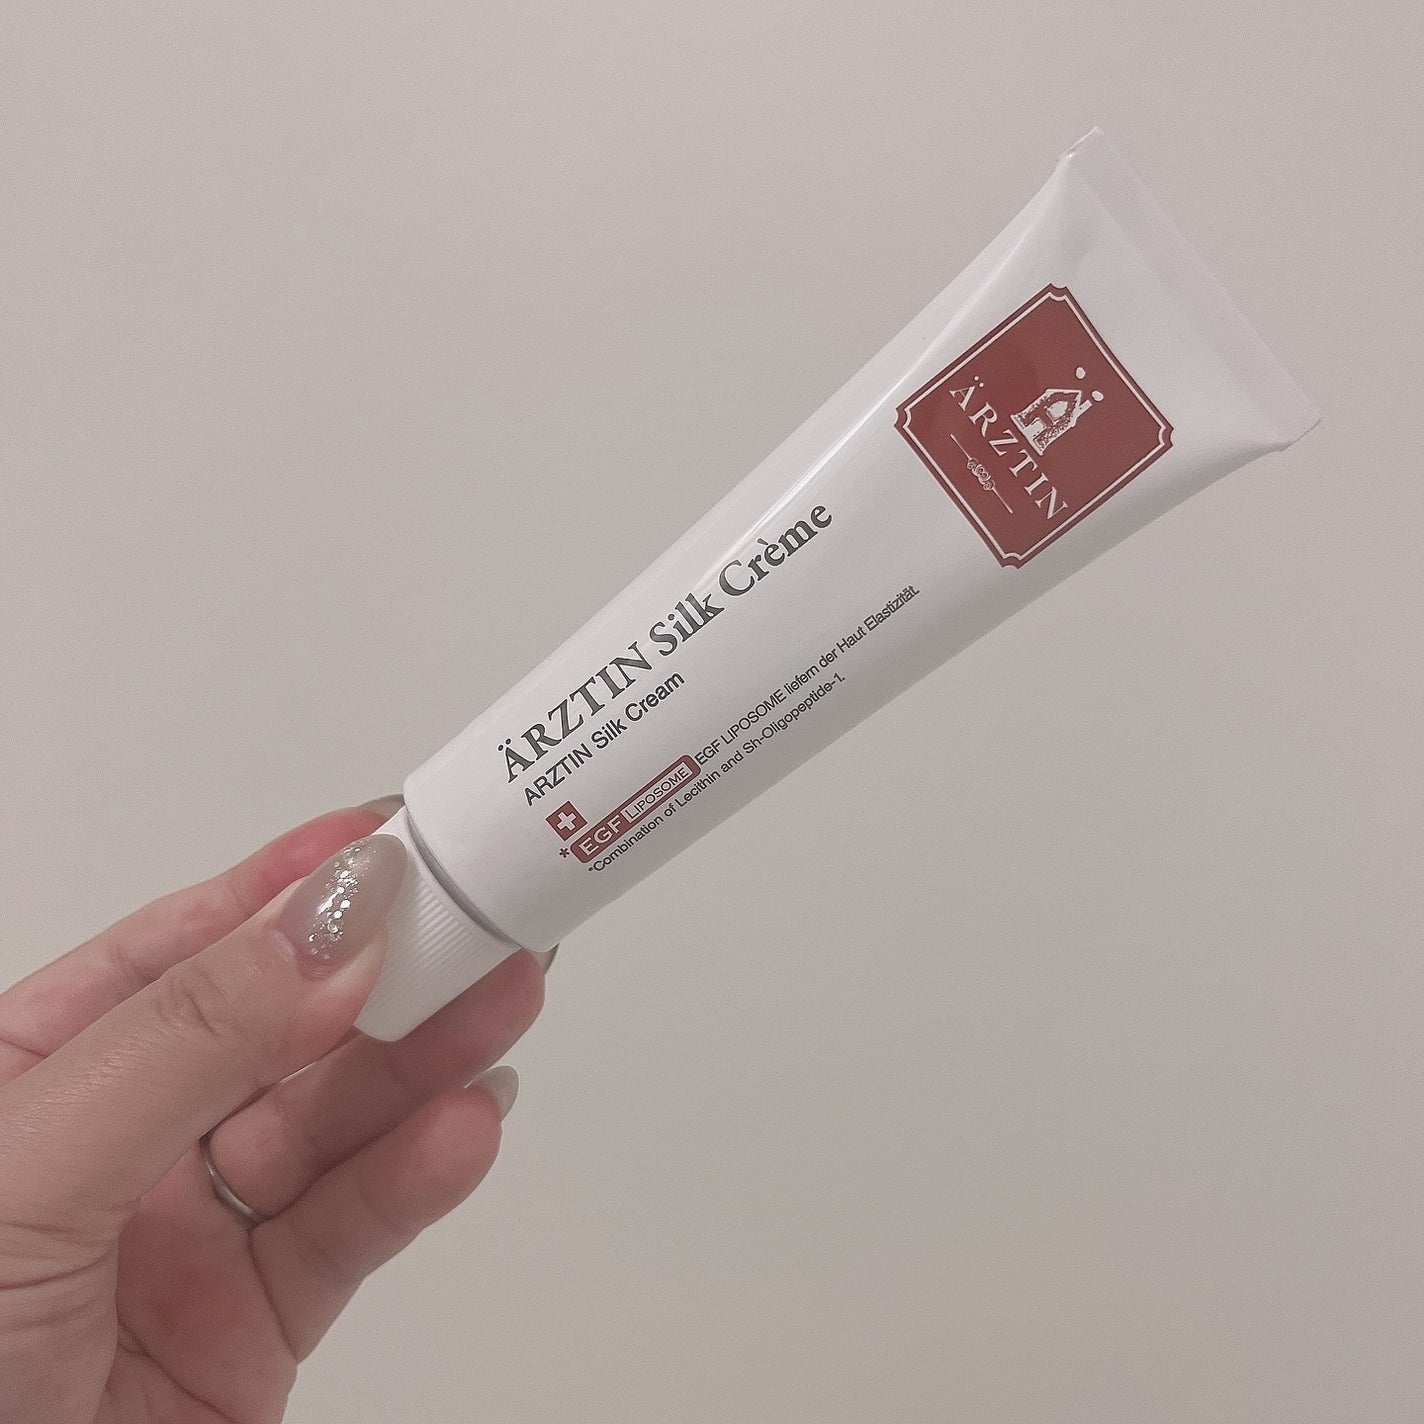 ÄRZTIN
ÄRZTIN Silk Crème
ARZTIN Silk Cream
* EGF LIPOSOME EGF LIPOSOME liefern der Haut Elastizität.
*Combination of Lecithin and Sh-Oligopeptide-1.